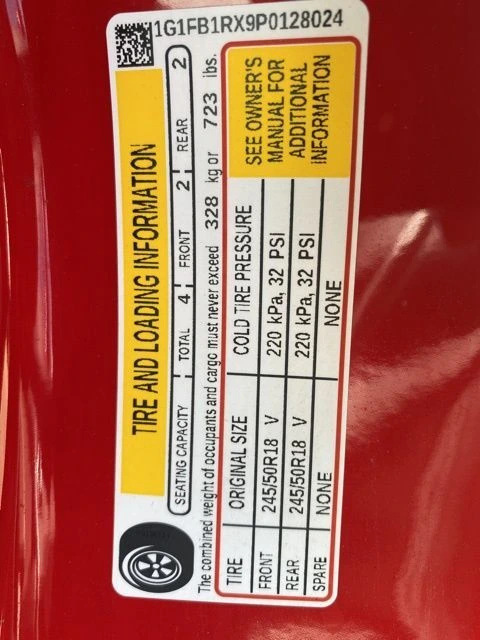 1G1FB1RX9P0128024
TIRE AND LOADING INFORMATION
SEATING CAPACITY TOTAL 4 FRONT 2 REAR 2
The combined weight of occupants and cargo must never exceed 328 kg or 723 lbs.
TIRE ORIGINAL SIZE COLD TIRE PRESSURE
FRONT 245/50R18 V 220 kPa, 32 PSI
REAR 245/50R18 V 220 kPa, 32 PSI
SPARE NONE NONE
SEE OWNER'S
MANUAL FOR
ADDITIONAL
INFORMATION